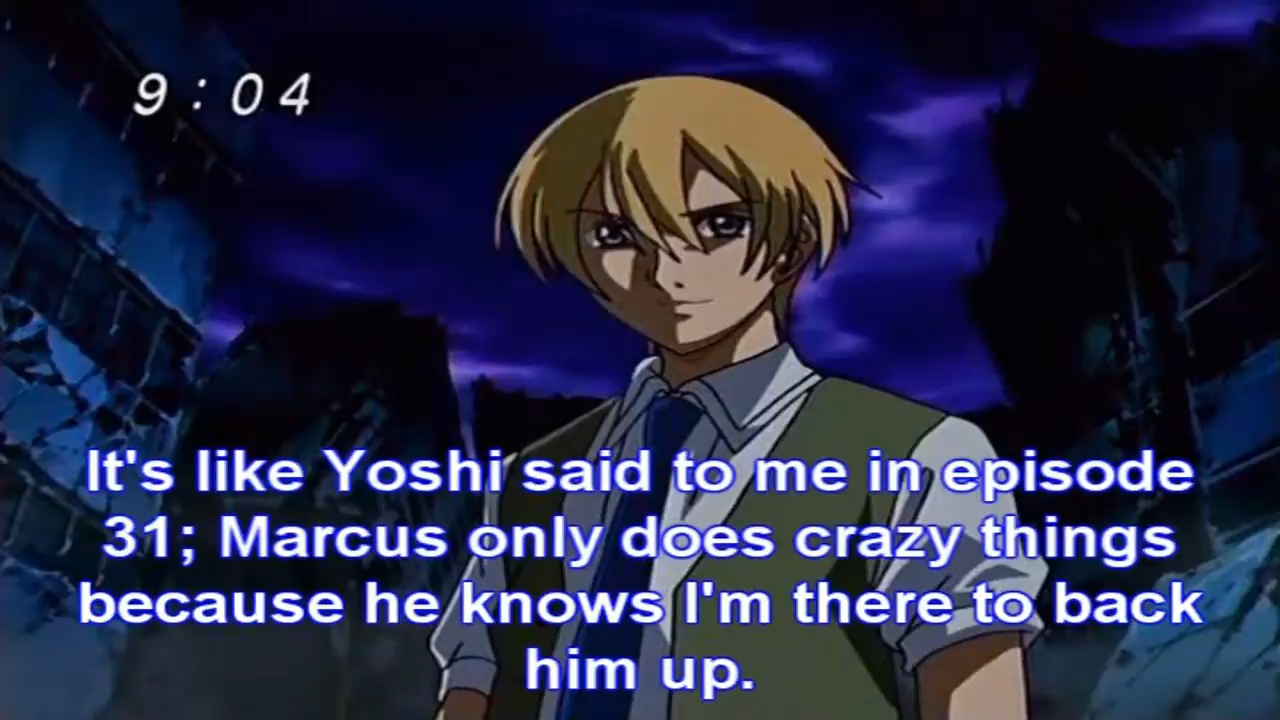 9:04
It's like Yoshi said to me in episode
31; Marcus only does crazy things
because he knows I'm there to back
him up.